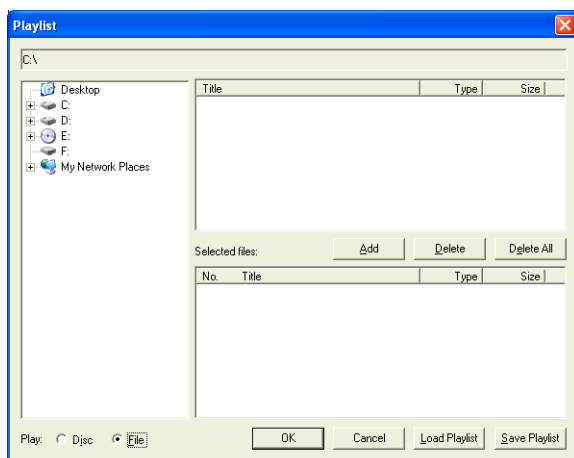 Playlist
C:\
Desktop
C:
D:
E:
F:
My Network Places
Title Type Size
Selected files: Add Delete Delete All
No. Title Type Size
Play: Disc File OK Cancel Load Playlist Save Playlist